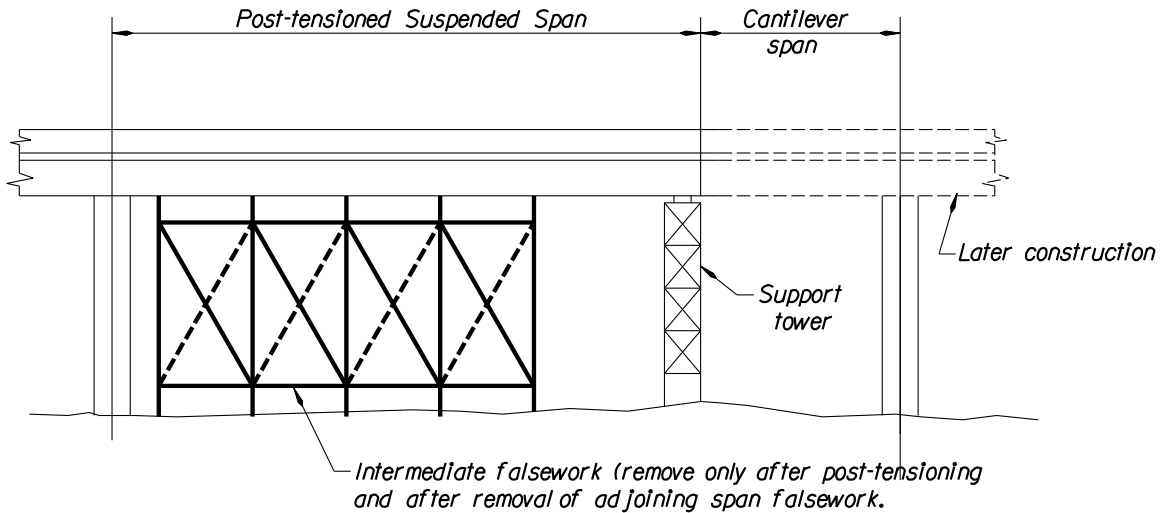 Post-tensioned Suspended Span
Cantilever
span
Later construction
Support
tower
Intermediate falsework (remove only after post-tensioning
and after removal of adjoining span falsework.